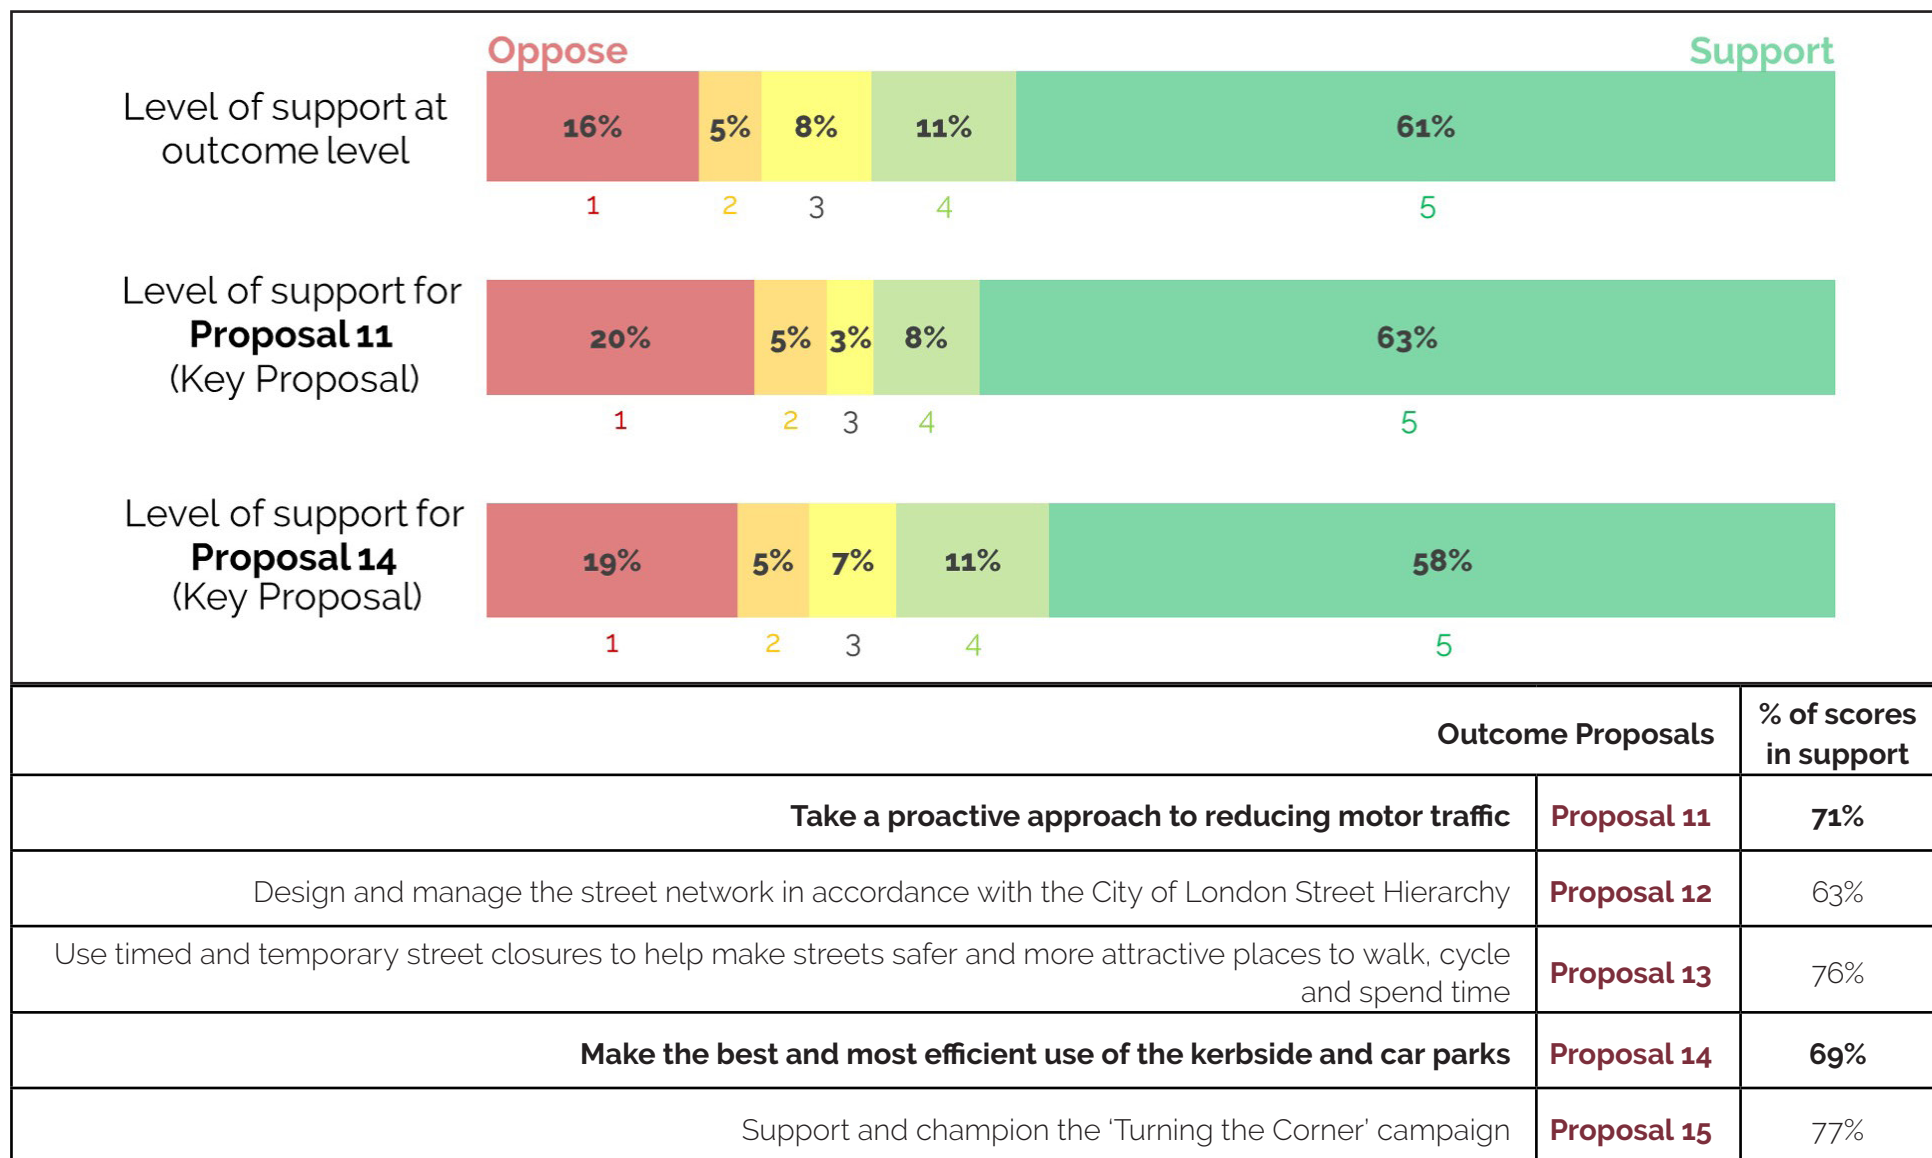 Oppose
Support
Level of support at
outcome level
16%
5%
8%
11%
61%
1
2
3
4
5
Level of support for
Proposal 11
(Key Proposal)
20%
5%
3%
8%
63%
1
2
3
4
5
Level of support for
Proposal 14
(Key Proposal)
19%
5%
7%
11%
58%
1
2
3
4
5
Outcome Proposals
% of scores
in support
Take a proactive approach to reducing motor traffic
Proposal 11
71%
Design and manage the street network in accordance with the City of London Street Hierarchy
Proposal 12
63%
Use timed and temporary street closures to help make streets safer and more attractive places to walk, cycle
and spend time
Proposal 13
76%
Make the best and most efficient use of the kerbside and car parks
Proposal 14
69%
Support and champion the ‘Turning the Corner’ campaign
Proposal 15
77%